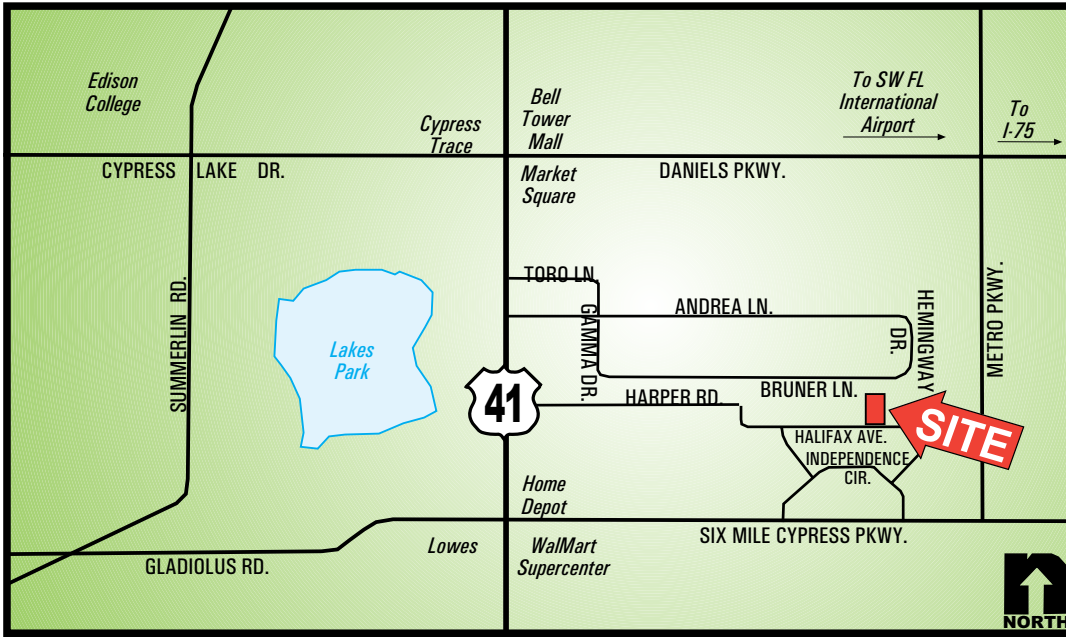 Edison
College
Cypress
Trace
Bell
Tower
Mall
To SW FL
International
Airport
To
I-75
CYPRESS LAKE DR.
Market
Square
DANIELS PKWY.
SUMMERLIN RD.
Lakes
Park
TORO LN.
GAMMA DR.
ANDREA LN.
HEMINGWAY
DR.
METRO PKWY.
41
HARPER RD.
BRUNER LN.
SITE
HALIFAX AVE.
INDEPENDENCE
CIR.
Home
Depot
SIX MILE CYPRESS PKWY.
GLADIOLUS RD.
Lowes
WalMart
Supercenter
n
NORTH